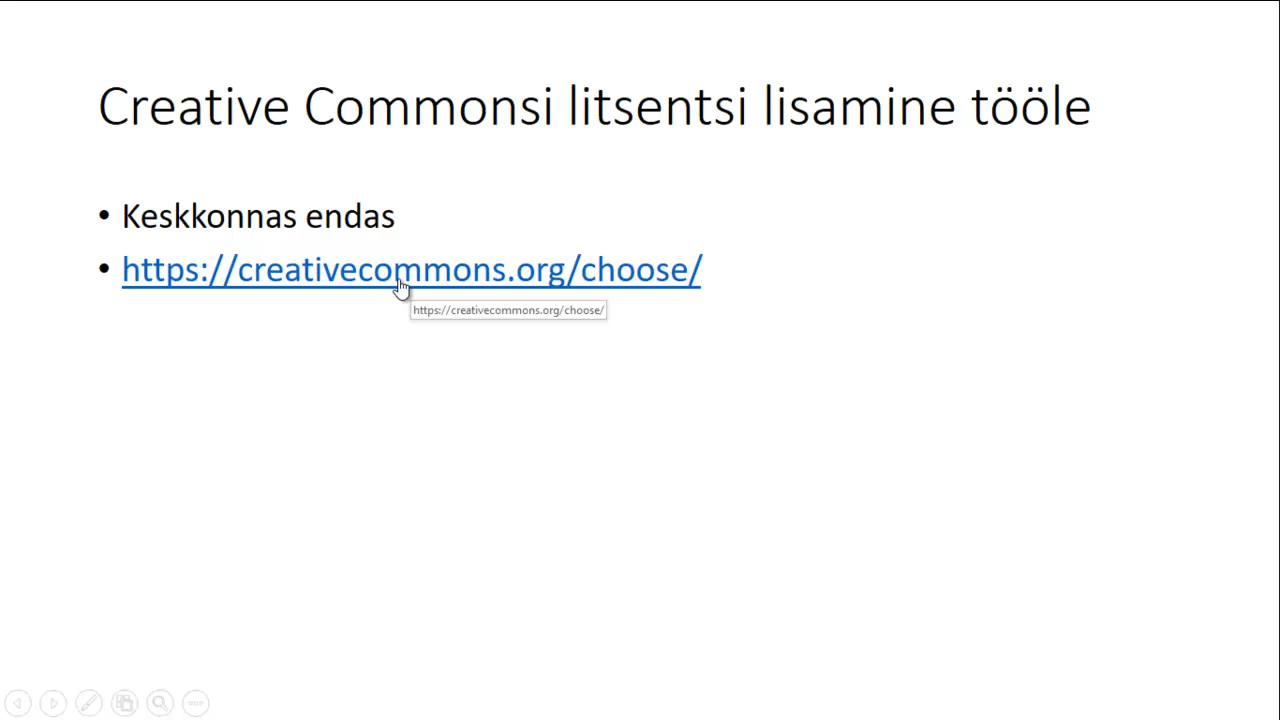 Creative Commonsi litsentsi lisamine tööle
• Keskkonnas endas
• https://creativecommons.org/choose/
https://creativecommons.org/choose/